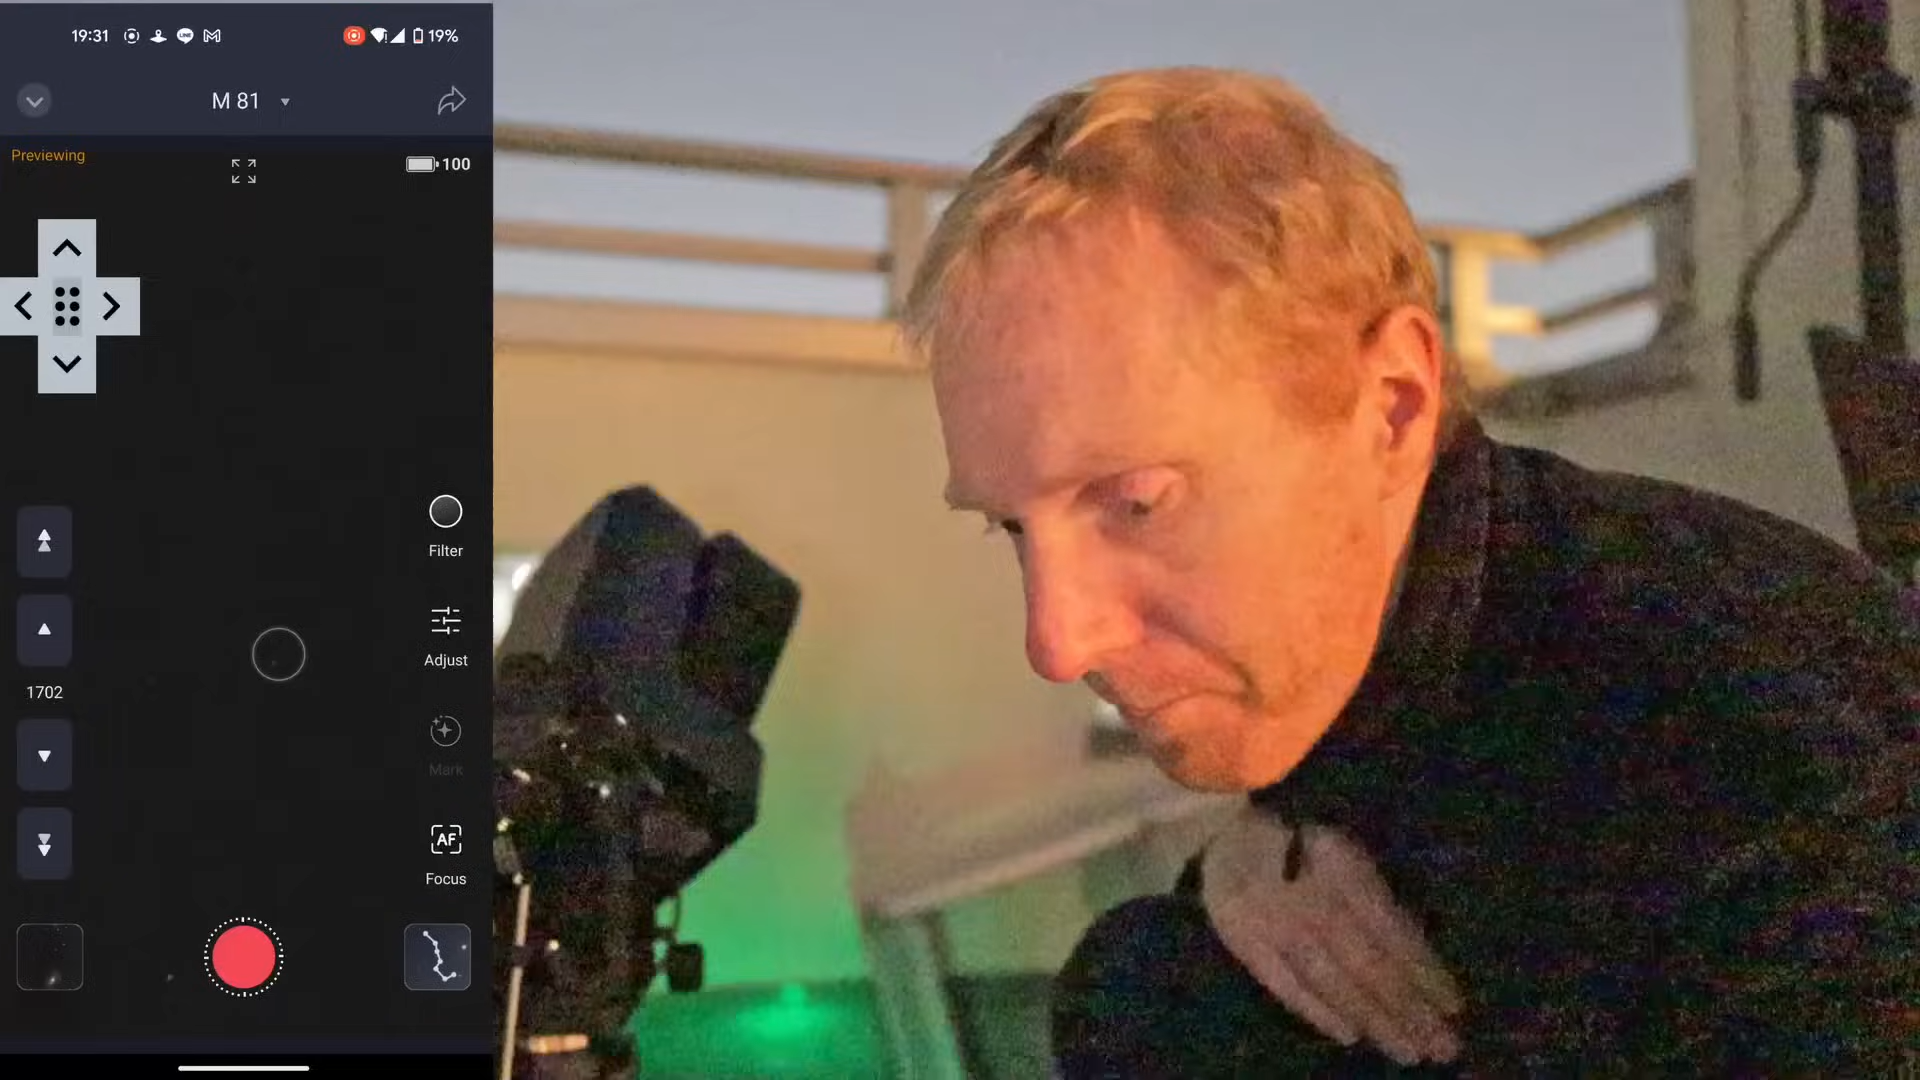 19:31
19%
M 81
Previewing
100
Filter
Adjust
1702
Mark
AF
Focus